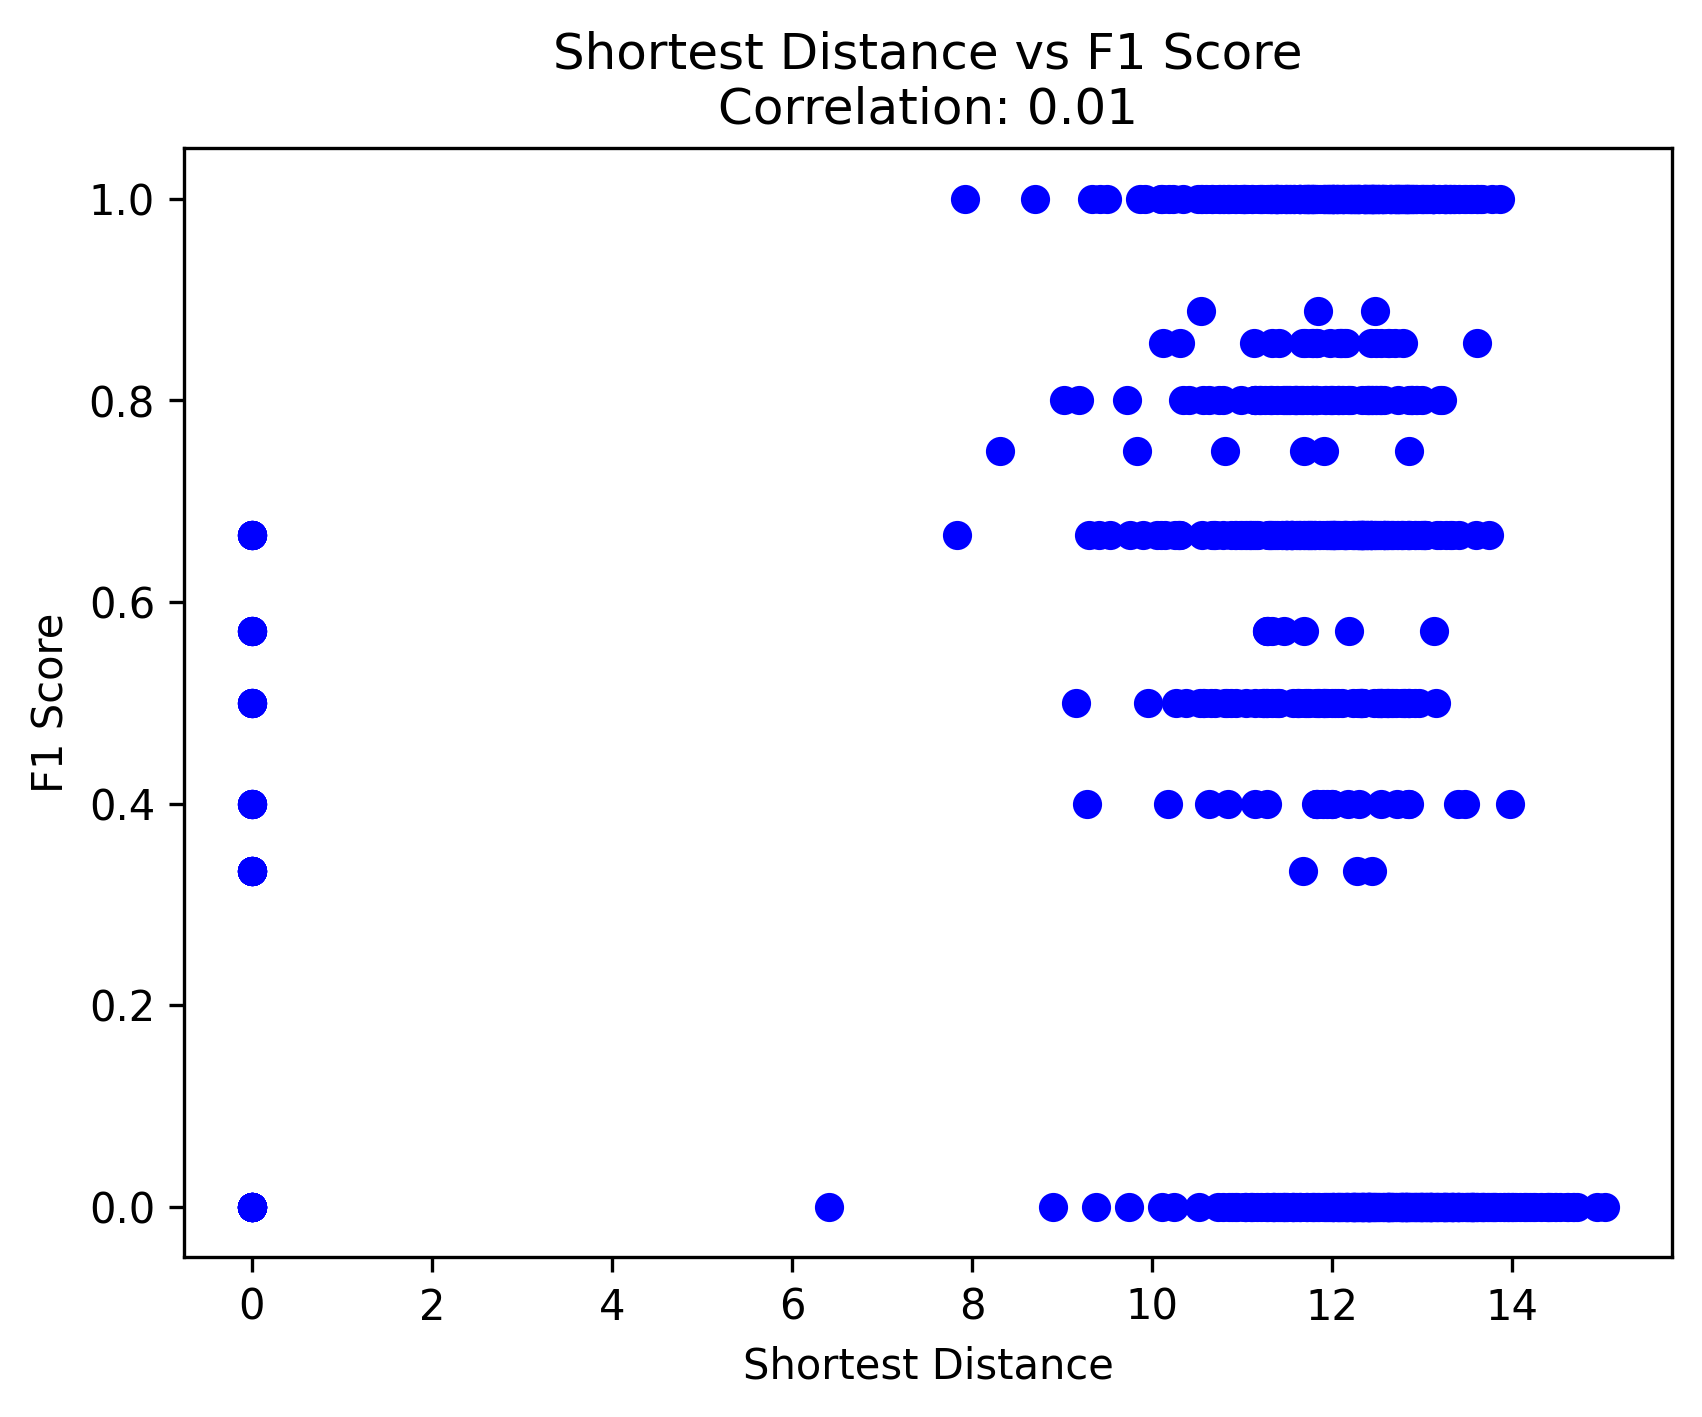 Shortest Distance vs F1 Score
Correlation: 0.01
1.0
0.8
0.6
0.4
0.2
0.0
F1 Score
0 2 4 6 8 10 12 14
Shortest Distance